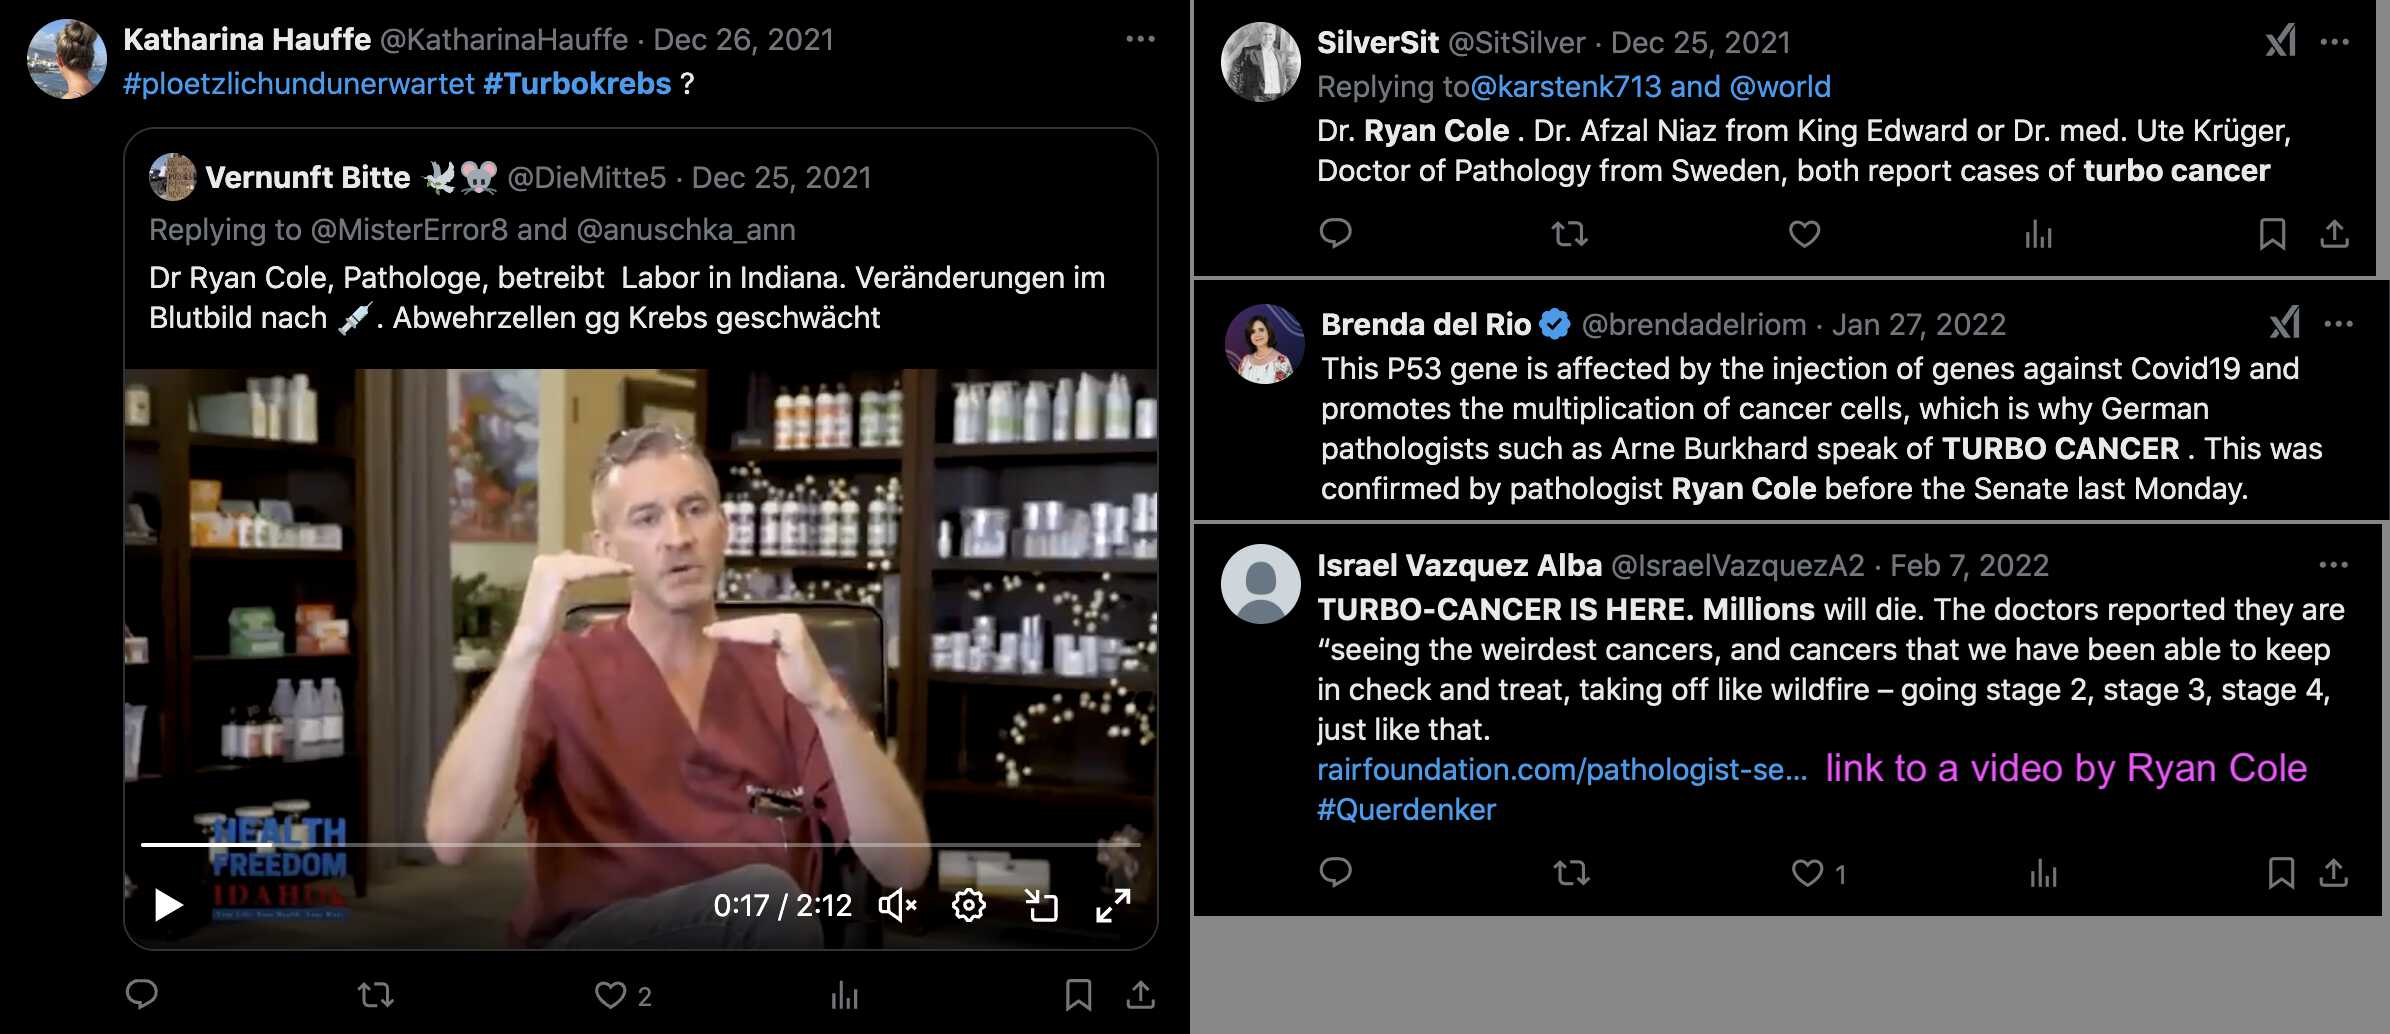 Katharina Hauffe @KatharinaHauffe · Dec 26, 2021
#ploetzlichundunerwartet #Turbokrebs ?
Vernunft Bitte 🕊️🐭 @DieMitte5 · Dec 25, 2021
Replying to @MisterError8 and @anuschka_ann
Dr Ryan Cole, Pathologe, betreibt Labor in Indiana. Veränderungen im
Blutbild nach 💉. Abwehrzellen gg Krebs geschwächt
HEALTH
FREEDOM
IDAHO
0:17 / 2:12
2
SilverSit @SitSilver · Dec 25, 2021
Replying to@karstenk713 and @world
Dr. Ryan Cole . Dr. Afzal Niaz from King Edward or Dr. med. Ute Krüger,
Doctor of Pathology from Sweden, both report cases of turbo cancer
Brenda del Rio @brendadelriom · Jan 27, 2022
This P53 gene is affected by the injection of genes against Covid19 and
promotes the multiplication of cancer cells, which is why German
pathologists such as Arne Burkhard speak of TURBO CANCER . This was
confirmed by pathologist Ryan Cole before the Senate last Monday.
Israel Vazquez Alba @IsraelVazquezA2 · Feb 7, 2022
TURBO-CANCER IS HERE. Millions will die. The doctors reported they are
“seeing the weirdest cancers, and cancers that we have been able to keep
in check and treat, taking off like wildfire – going stage 2, stage 3, stage 4,
just like that.
rairfoundation.com/pathologist-se... link to a video by Ryan Cole
#Querdenker
1